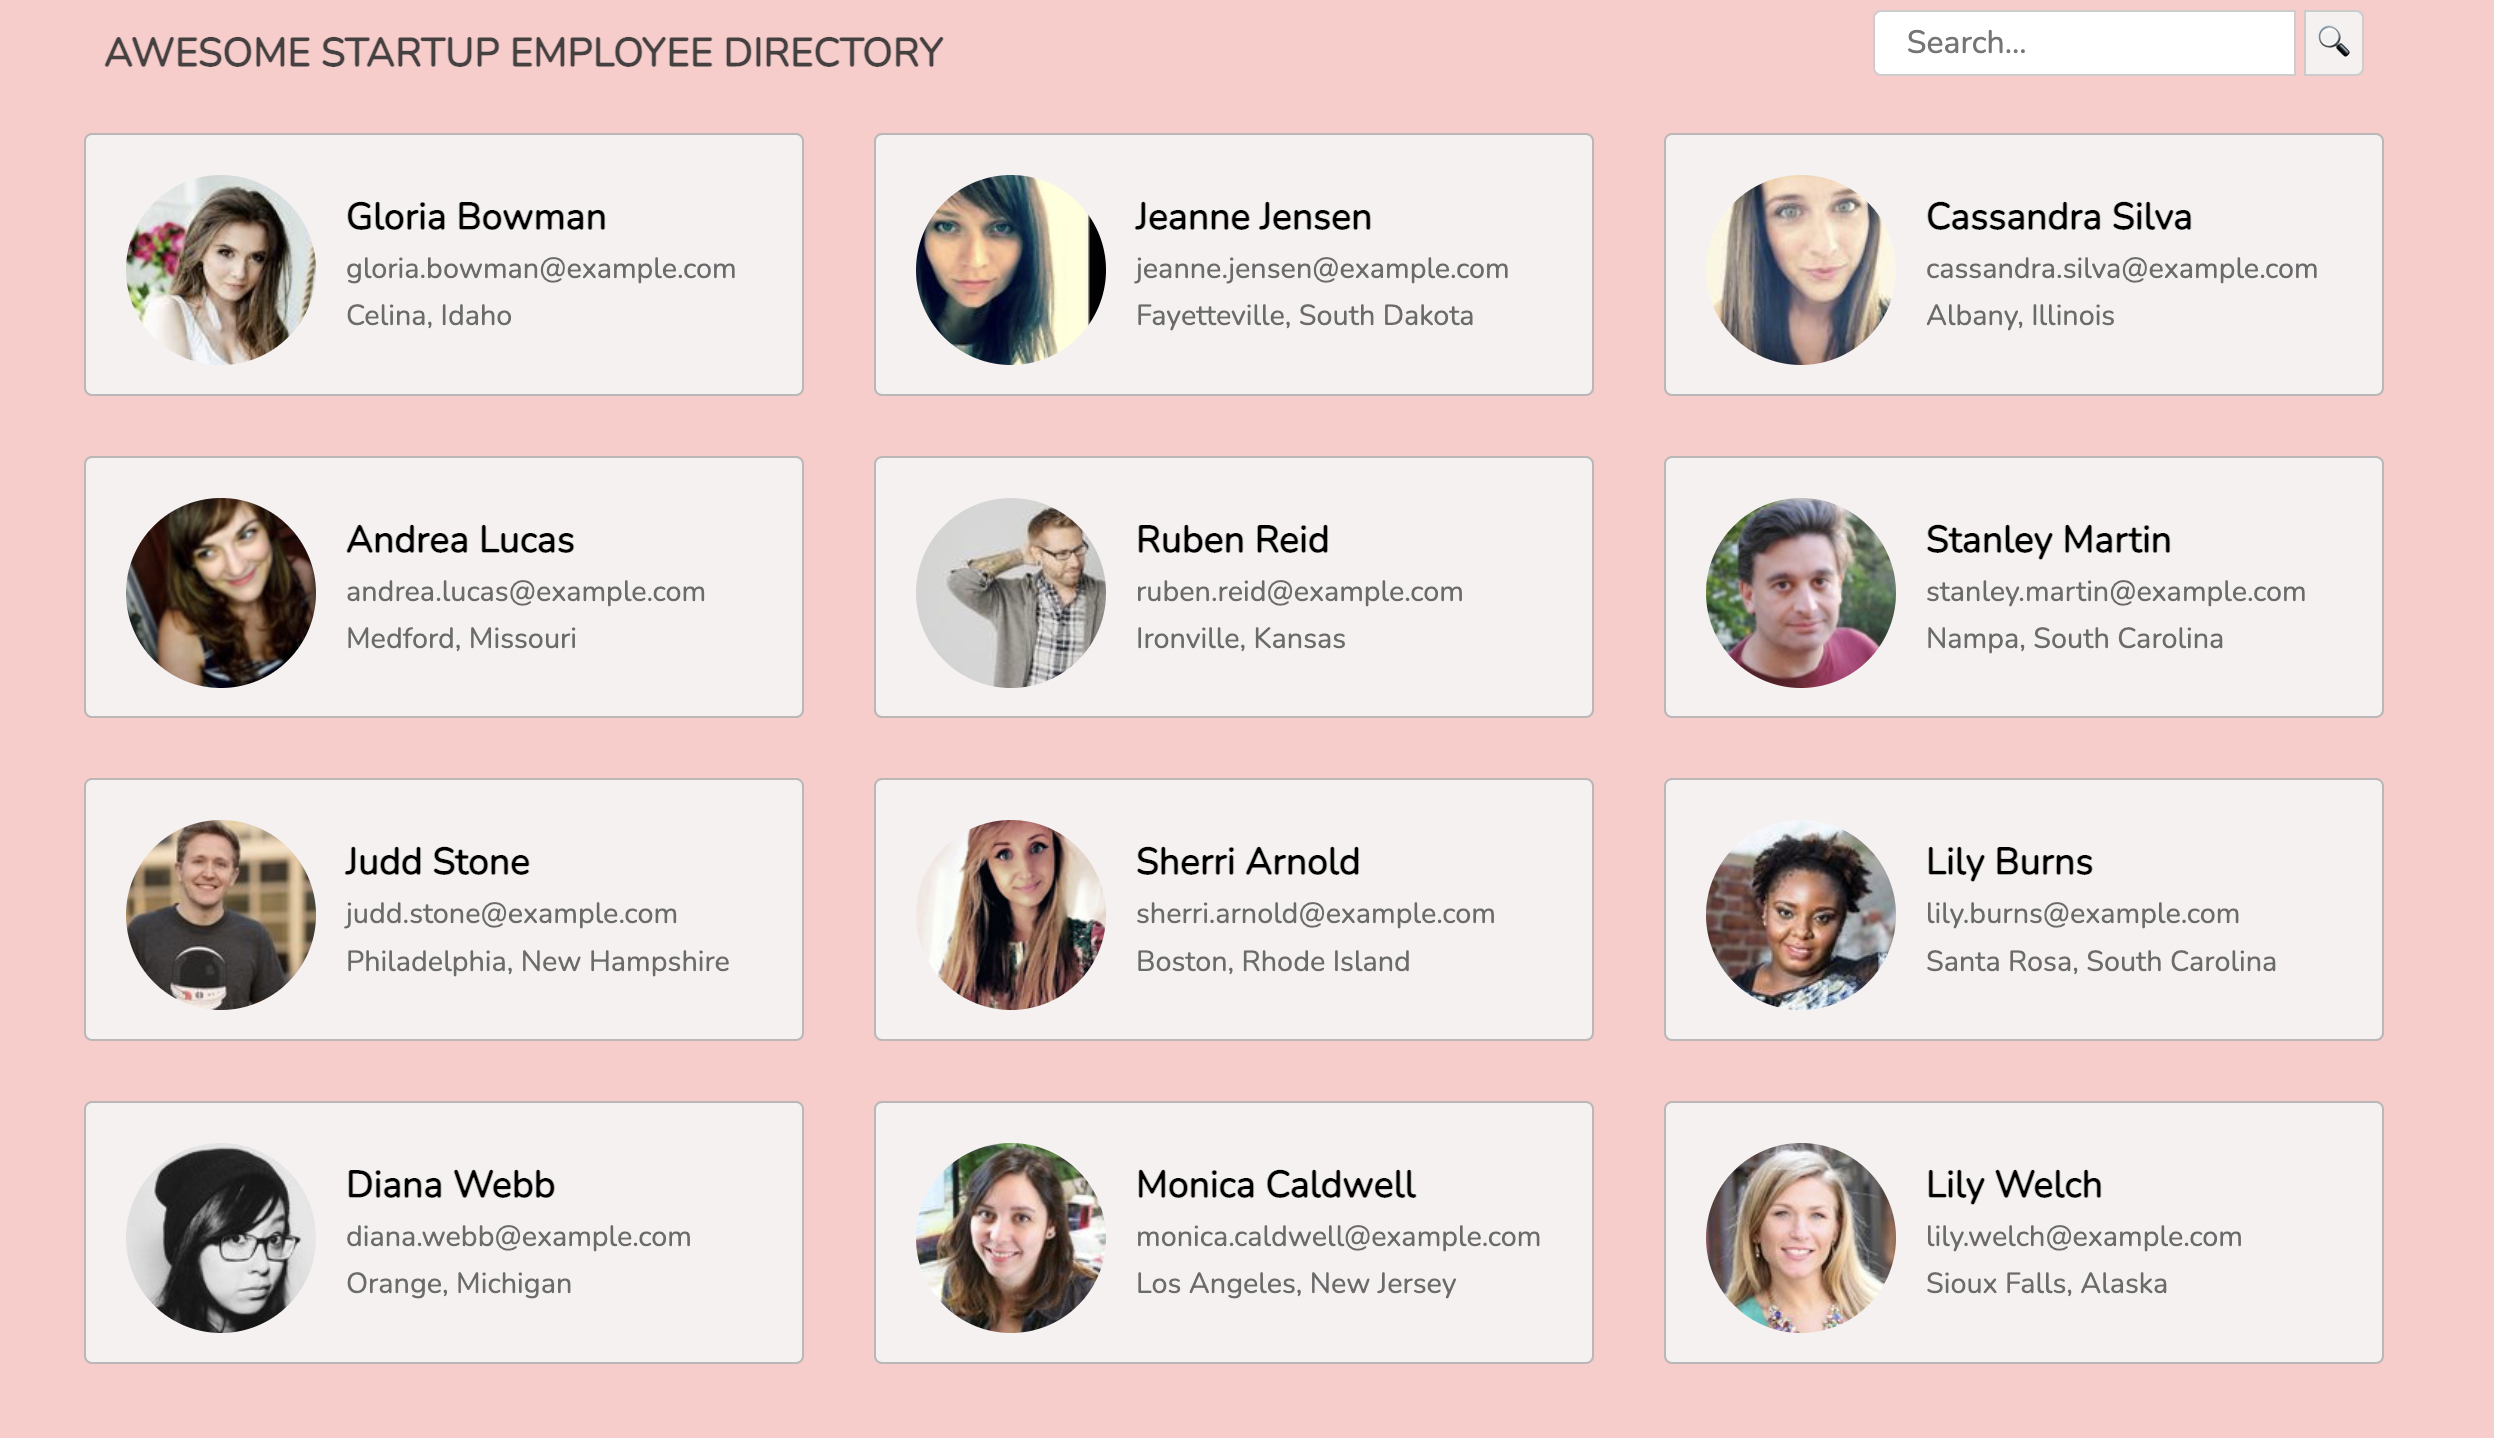 AWESOME STARTUP EMPLOYEE DIRECTORY
Search...
Gloria Bowman
gloria.bowman@example.com
Celina, Idaho
Jeanne Jensen
jeanne.jensen@example.com
Fayetteville, South Dakota
Cassandra Silva
cassandra.silva@example.com
Albany, Illinois
Andrea Lucas
andrea.lucas@example.com
Medford, Missouri
Ruben Reid
ruben.reid@example.com
Ironville, Kansas
Stanley Martin
stanley.martin@example.com
Nampa, South Carolina
Judd Stone
judd.stone@example.com
Philadelphia, New Hampshire
Sherri Arnold
sherri.arnold@example.com
Boston, Rhode Island
Lily Burns
lily.burns@example.com
Santa Rosa, South Carolina
Diana Webb
diana.webb@example.com
Orange, Michigan
Monica Caldwell
monica.caldwell@example.com
Los Angeles, New Jersey
Lily Welch
lily.welch@example.com
Sioux Falls, Alaska